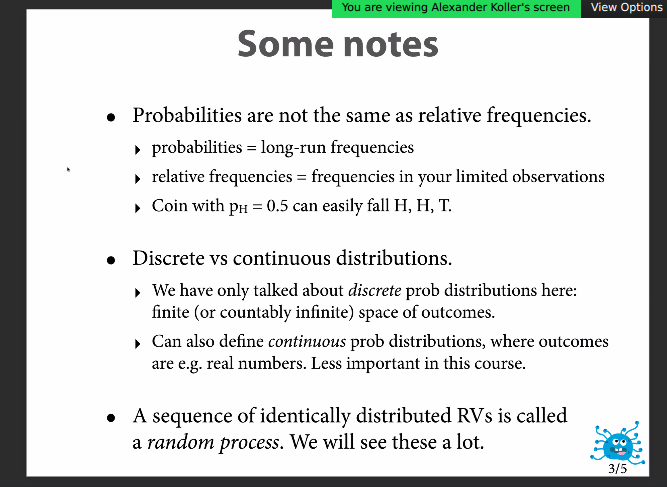 You are viewing Alexander Koller's screen
View Options
Some notes
• Probabilities are not the same as relative frequencies.
‣ probabilities = long-run frequencies
‣ relative frequencies = frequencies in your limited observations
‣ Coin with pH = 0.5 can easily fall H, H, T.
• Discrete vs continuous distributions.
‣ We have only talked about discrete prob distributions here:
finite (or countably infinite) space of outcomes.
‣ Can also define continuous prob distributions, where outcomes
are e.g. real numbers. Less important in this course.
• A sequence of identically distributed RVs is called
a random process. We will see these a lot.
3/5